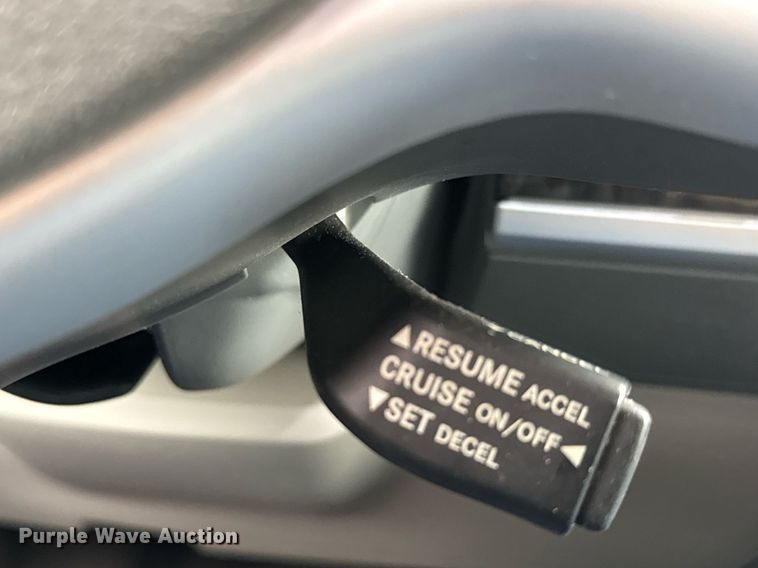 ▲RESUME ACCEL
CRUISE ON/OFF◀
▼SET DECEL
Purple Wave Auction